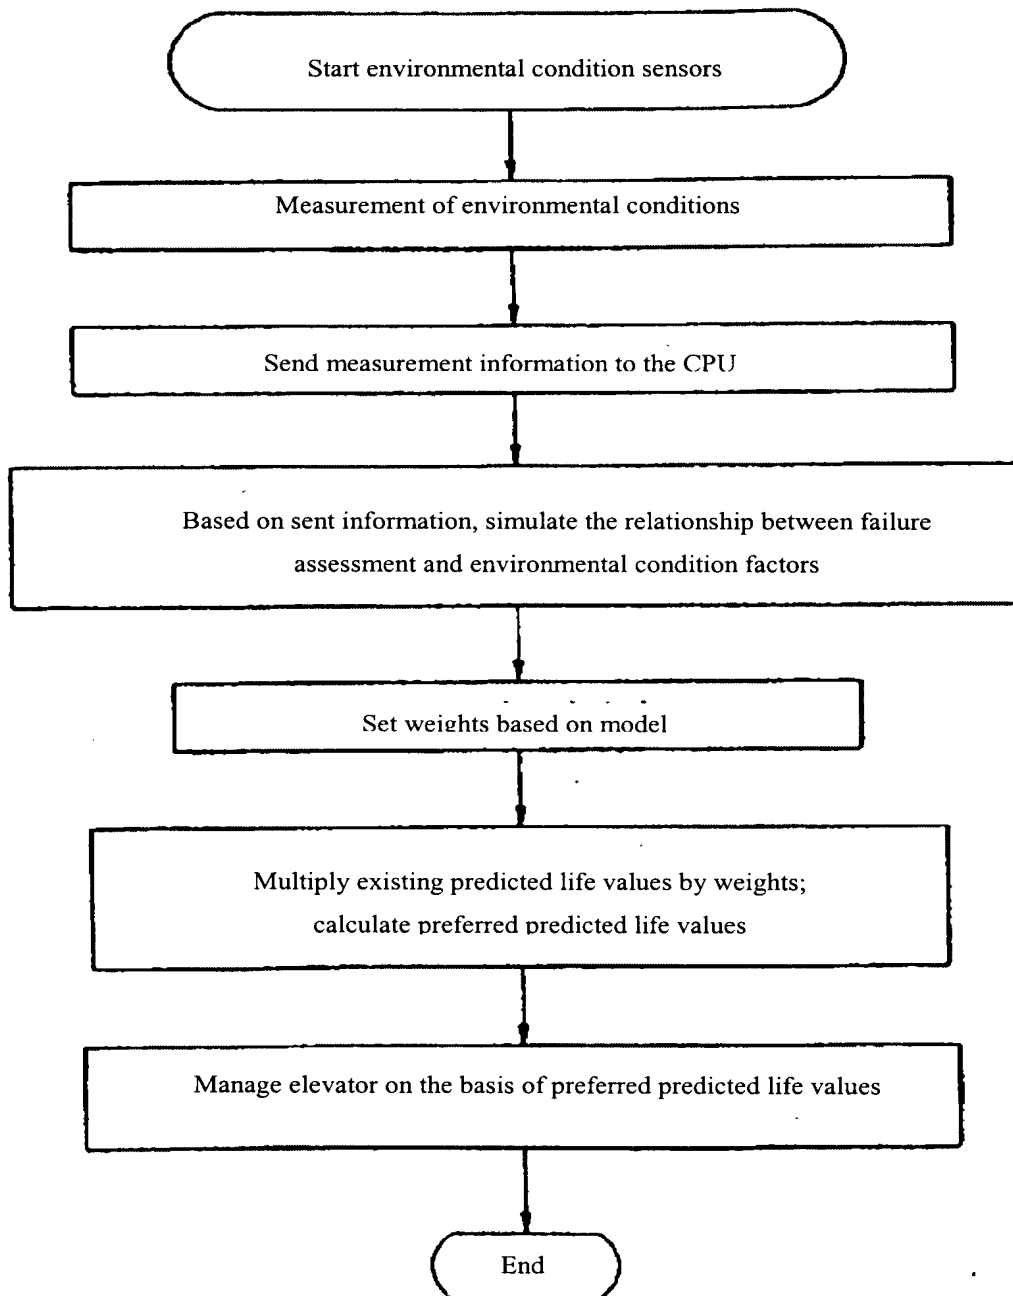 Start environmental condition sensors
Measurement of environmental conditions
Send measurement information to the CPU
Based on sent information, simulate the relationship between failure
assessment and environmental condition factors
Set weights based on model
Multiply existing predicted life values by weights;
calculate preferred predicted life values
Manage elevator on the basis of preferred predicted life values
End